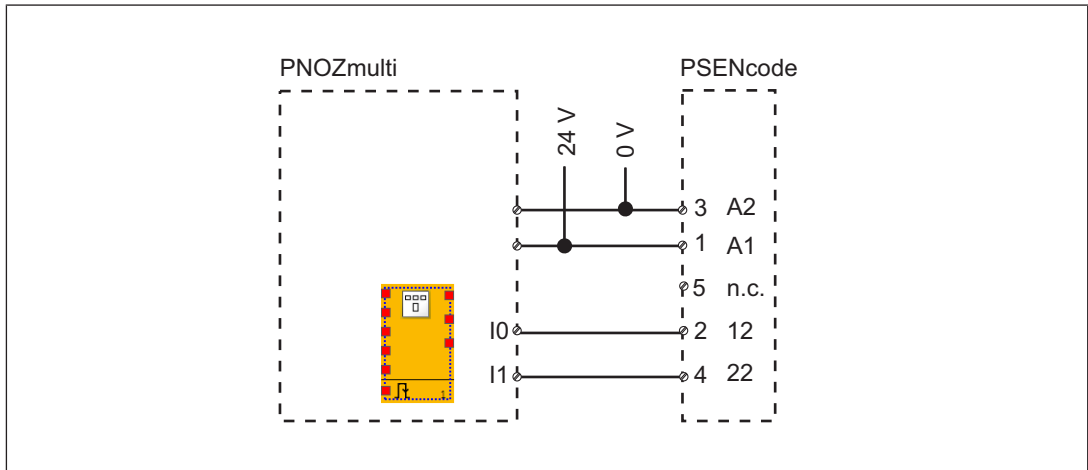 PNOZmulti
PSENcode
24 V
0 V
3 A2
1 A1
5 n.c.
I0
2 12
I1
4 22
1